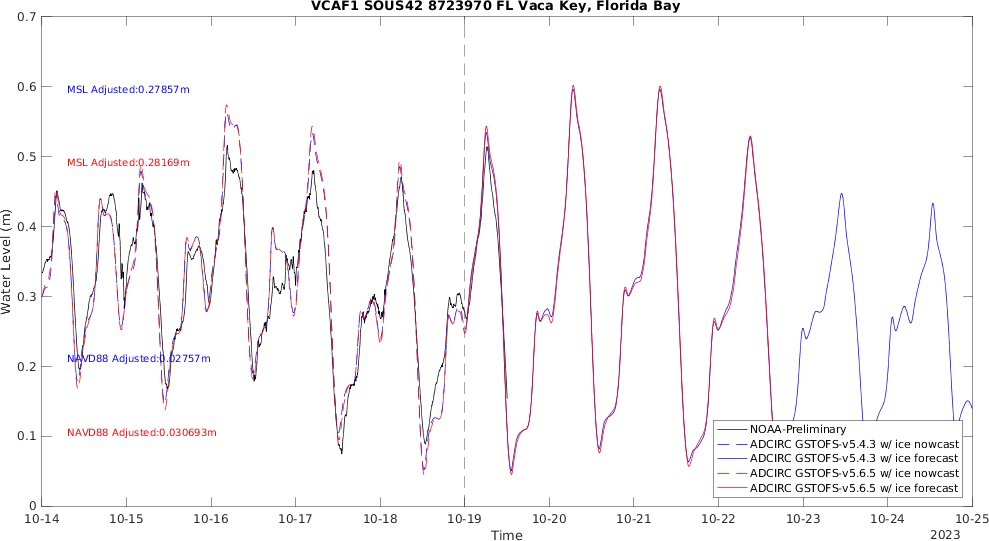 VCAF1 SOUS42 8723970 FL Vaca Key, Florida Bay
0.7
0.6
0.5
0.4
0.3
0.2
0.1
0
Water Level (m)
MSL Adjusted:0.27857m
MSL Adjusted:0.28169m
NAVD88 Adjusted:0.02757m
NAVD88 Adjusted:0.030693m
NOAA-Preliminary
ADCIRC GSTOFS-v5.4.3 w/ ice nowcast
ADCIRC GSTOFS-v5.4.3 w/ ice forecast
ADCIRC GSTOFS-v5.6.5 w/ ice nowcast
ADCIRC GSTOFS-v5.6.5 w/ ice forecast
10-14 10-15 10-16 10-17 10-18 10-19 10-20 10-21 10-22 10-23 10-24 10-25
Time
2023